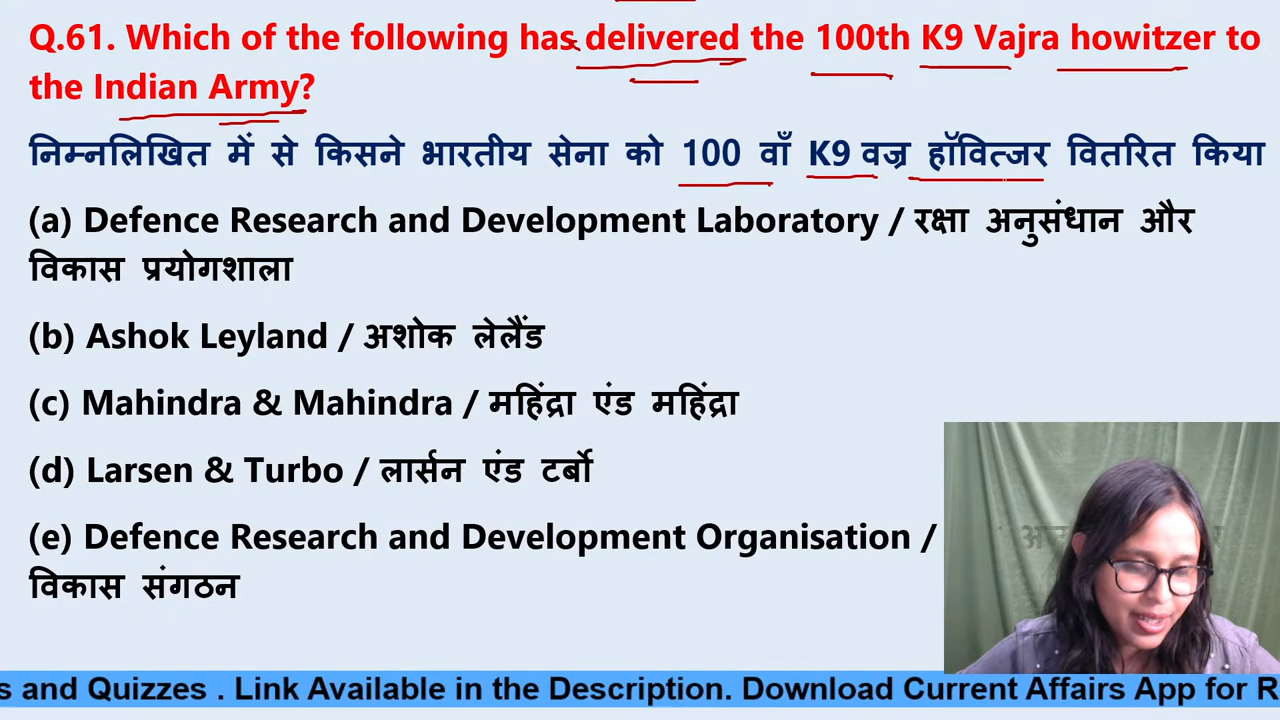 Q.61. Which of the following has delivered the 100th K9 Vajra howitzer to
the Indian Army?
निम्नलिखित में से किसने भारतीय सेना को 100 वाँ K9 वज्र हॉवित्जर वितरित किया
(a) Defence Research and Development Laboratory / रक्षा अनुसंधान और
विकास प्रयोगशाला
(b) Ashok Leyland / अशोक लेलैंड
(c) Mahindra & Mahindra / महिंद्रा एंड महिंद्रा
(d) Larsen & Turbo / लार्सन एंड टर्बो
(e) Defence Research and Development Organisation /
विकास संगठन
s and Quizzes . Link Available in the Description. Download Current Affairs App for R